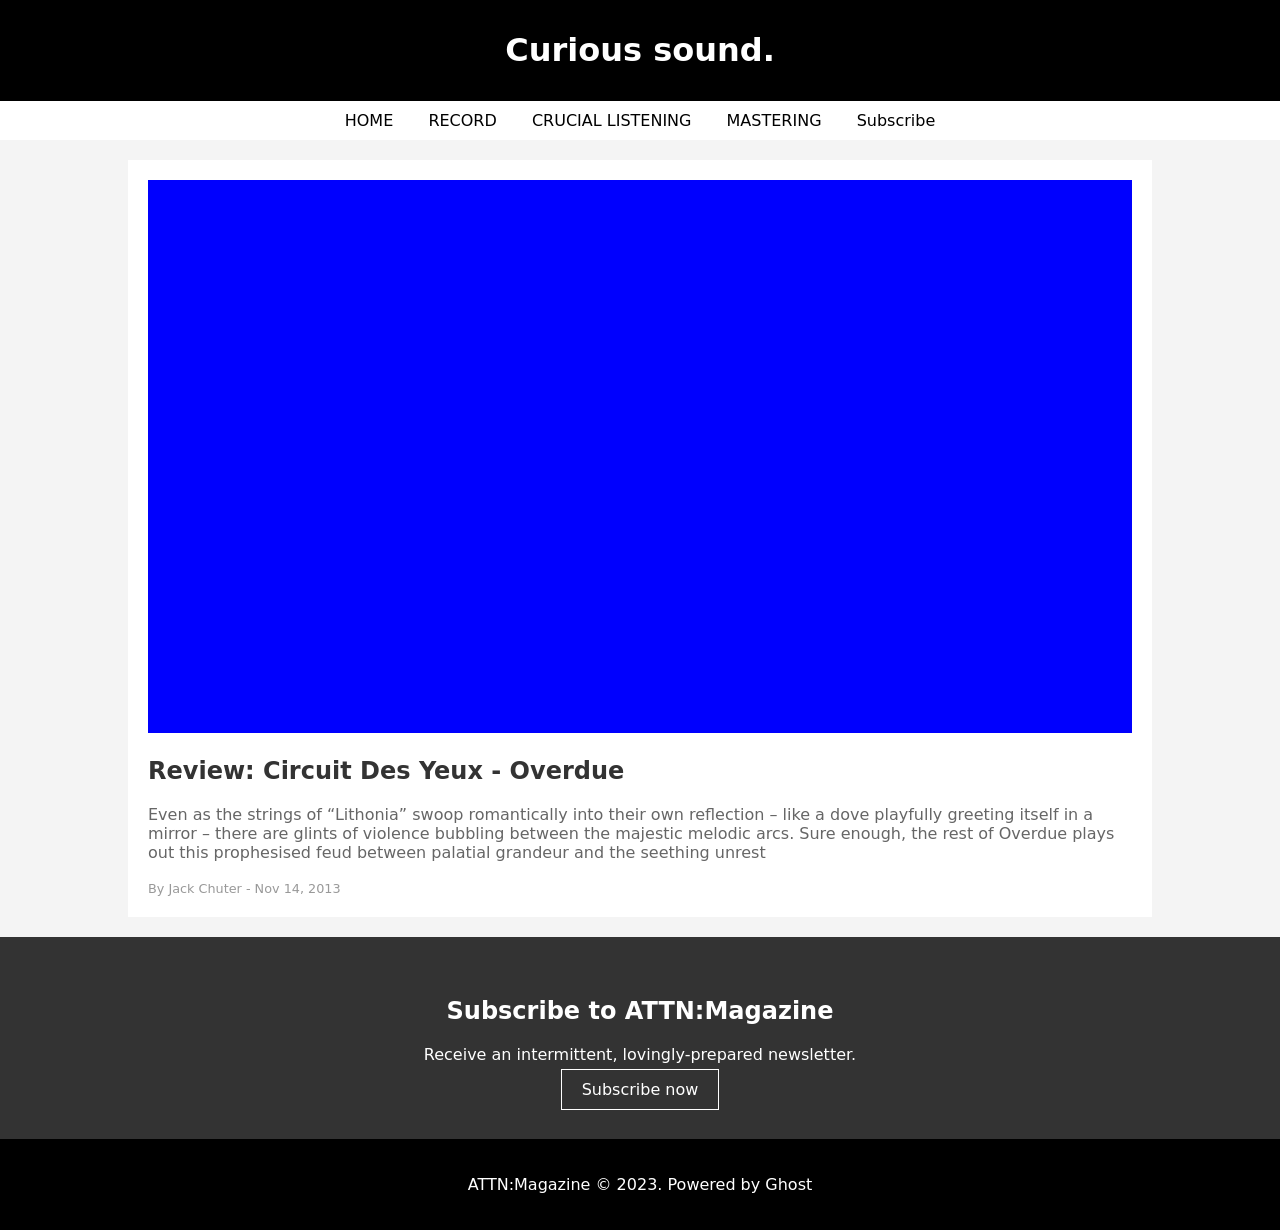 Curious sound.
HOME RECORD CRUCIAL LISTENING MASTERING Subscribe
Review: Circuit Des Yeux - Overdue
Even as the strings of “Lithonia” swoop romantically into their own reflection – like a dove playfully greeting itself in a
mirror – there are glints of violence bubbling between the majestic melodic arcs. Sure enough, the rest of Overdue plays
out this prophesised feud between palatial grandeur and the seething unrest
By Jack Chuter - Nov 14, 2013
Subscribe to ATTN:Magazine
Receive an intermittent, lovingly-prepared newsletter.
Subscribe now
ATTN:Magazine © 2023. Powered by Ghost